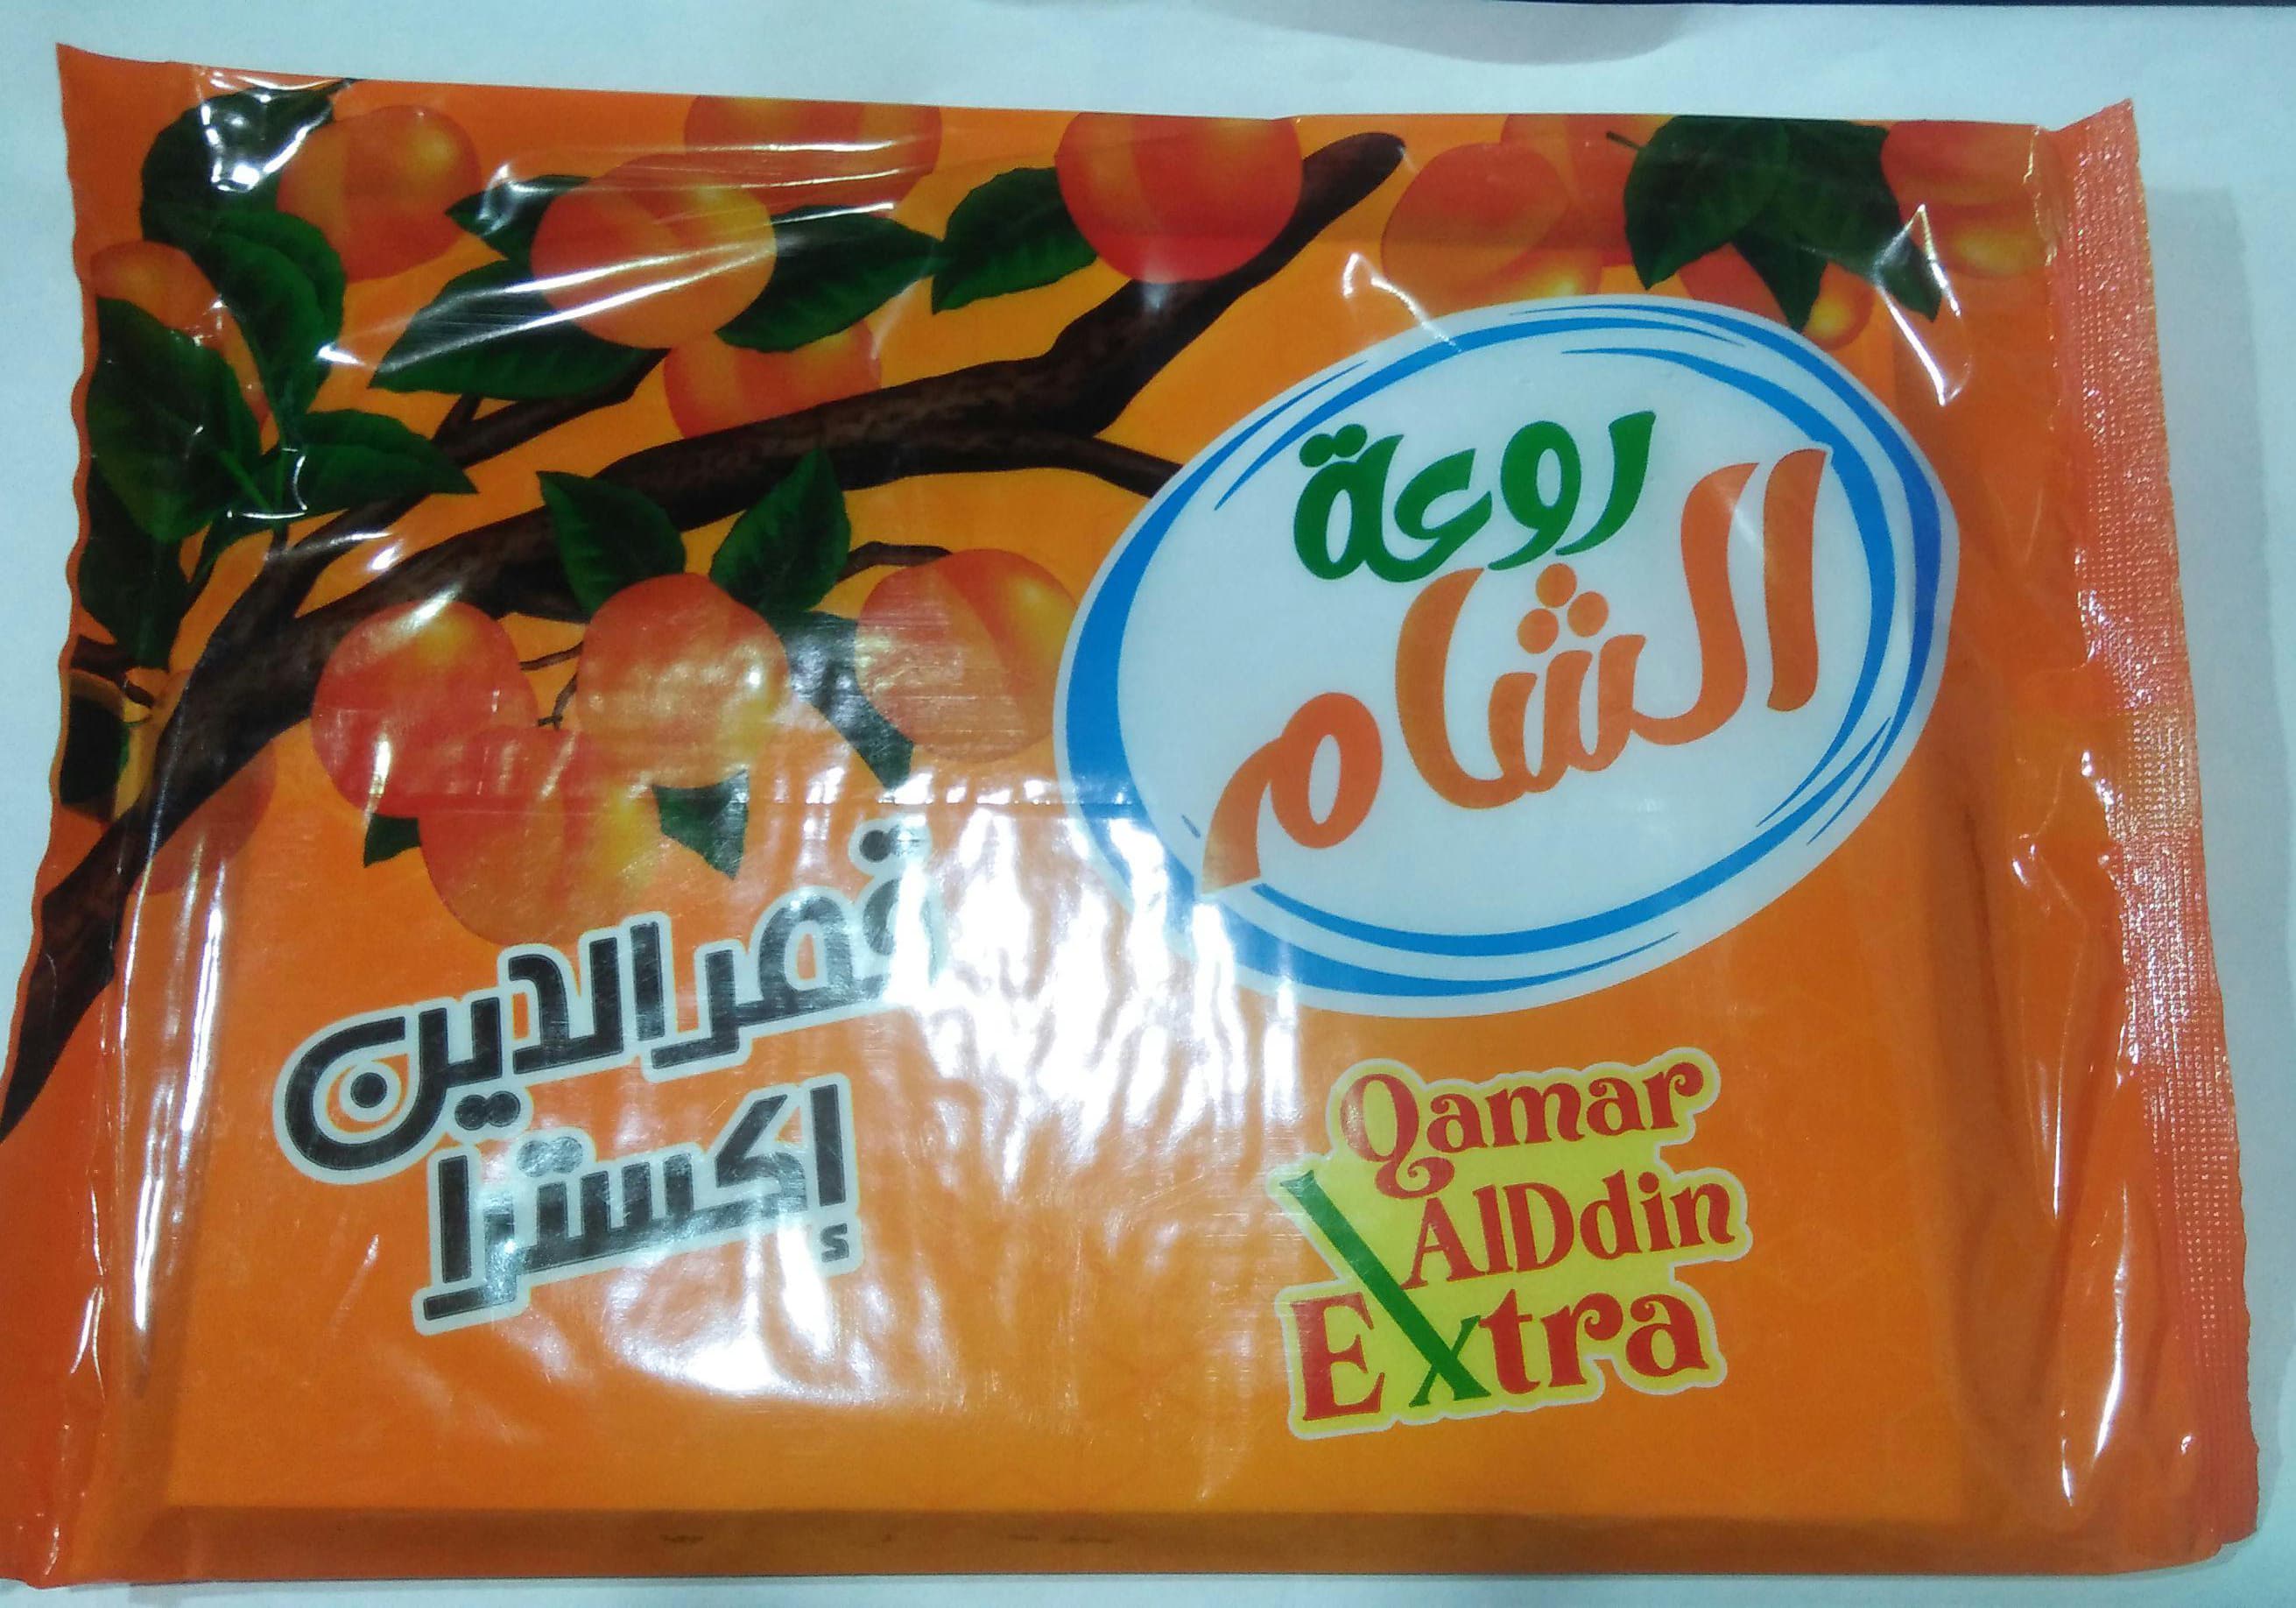 روعة
الشام
قمر الدين
إكسترا
Qamar
AlDdin
Extra